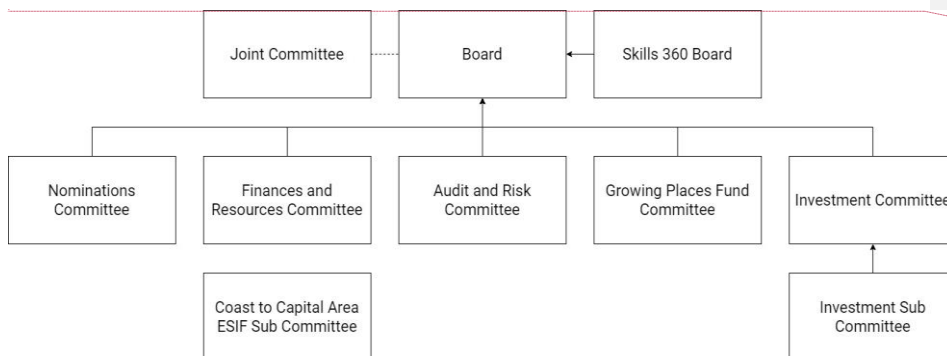 Joint Committee
Board
Skills 360 Board
Nominations
Committee
Finances and
Resources Committee
Audit and Risk
Committee
Growing Places Fund
Committee
Investment Committee
Coast to Capital Area
ESIF Sub Committee
Investment Sub
Committee